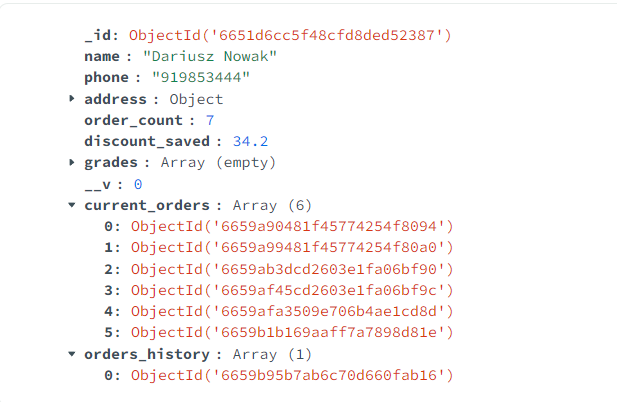 _id: ObjectId('6651d6cc5f48cfd8ded52387')
name : "Dariusz Nowak"
phone : "919853444"
address : Object
order_count : 7
discount_saved : 34.2
grades : Array (empty)
__v : 0
current_orders : Array (6)
0: ObjectId('6659a90481f45774254f8094')
1: ObjectId('6659a99481f45774254f80a0')
2: ObjectId('6659ab3dcd2603e1fa06bf90')
3: ObjectId('6659af45cd2603e1fa06bf9c')
4: ObjectId('6659afa3509e706b4ae1cd8d')
5: ObjectId('6659b1b169aaff7a7898d81e')
orders_history : Array (1)
0: ObjectId('6659b95b7ab6c70d660fab16')